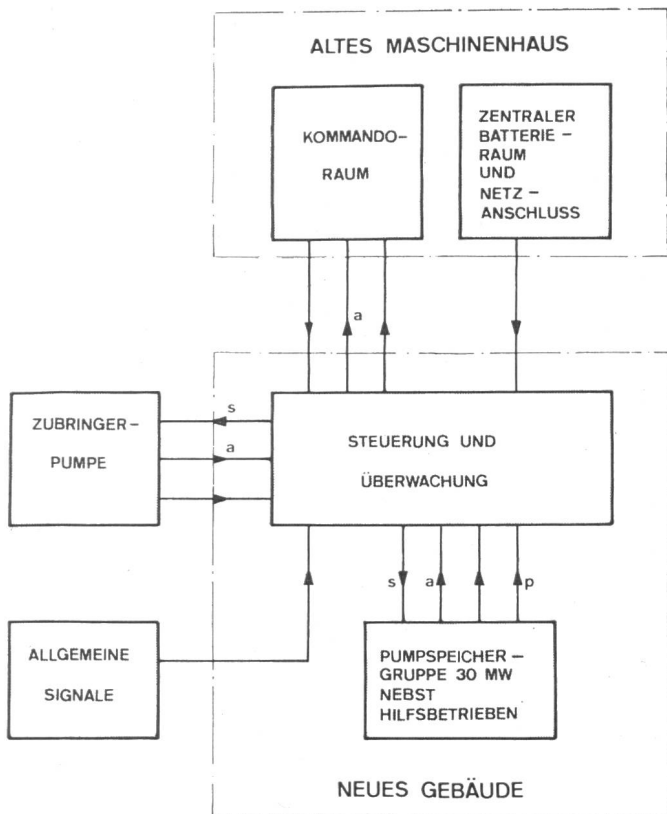 ALTES MASCHINENHAUS
KOMMANDO–
RAUM
ZENTRALER
BATTERIE –
RAUM
UND
NETZ–
ANSCHLUSS
a
ZUBRINGER–
PUMPE
s
a
STEUERUNG UND
ÜBERWACHUNG
s
a
p
ALLGEMEINE
SIGNALE
PUMPSPEICHER –
GRUPPE 30 MW
NEBST
HILFSBETRIEBEN
NEUES GEBÄUDE